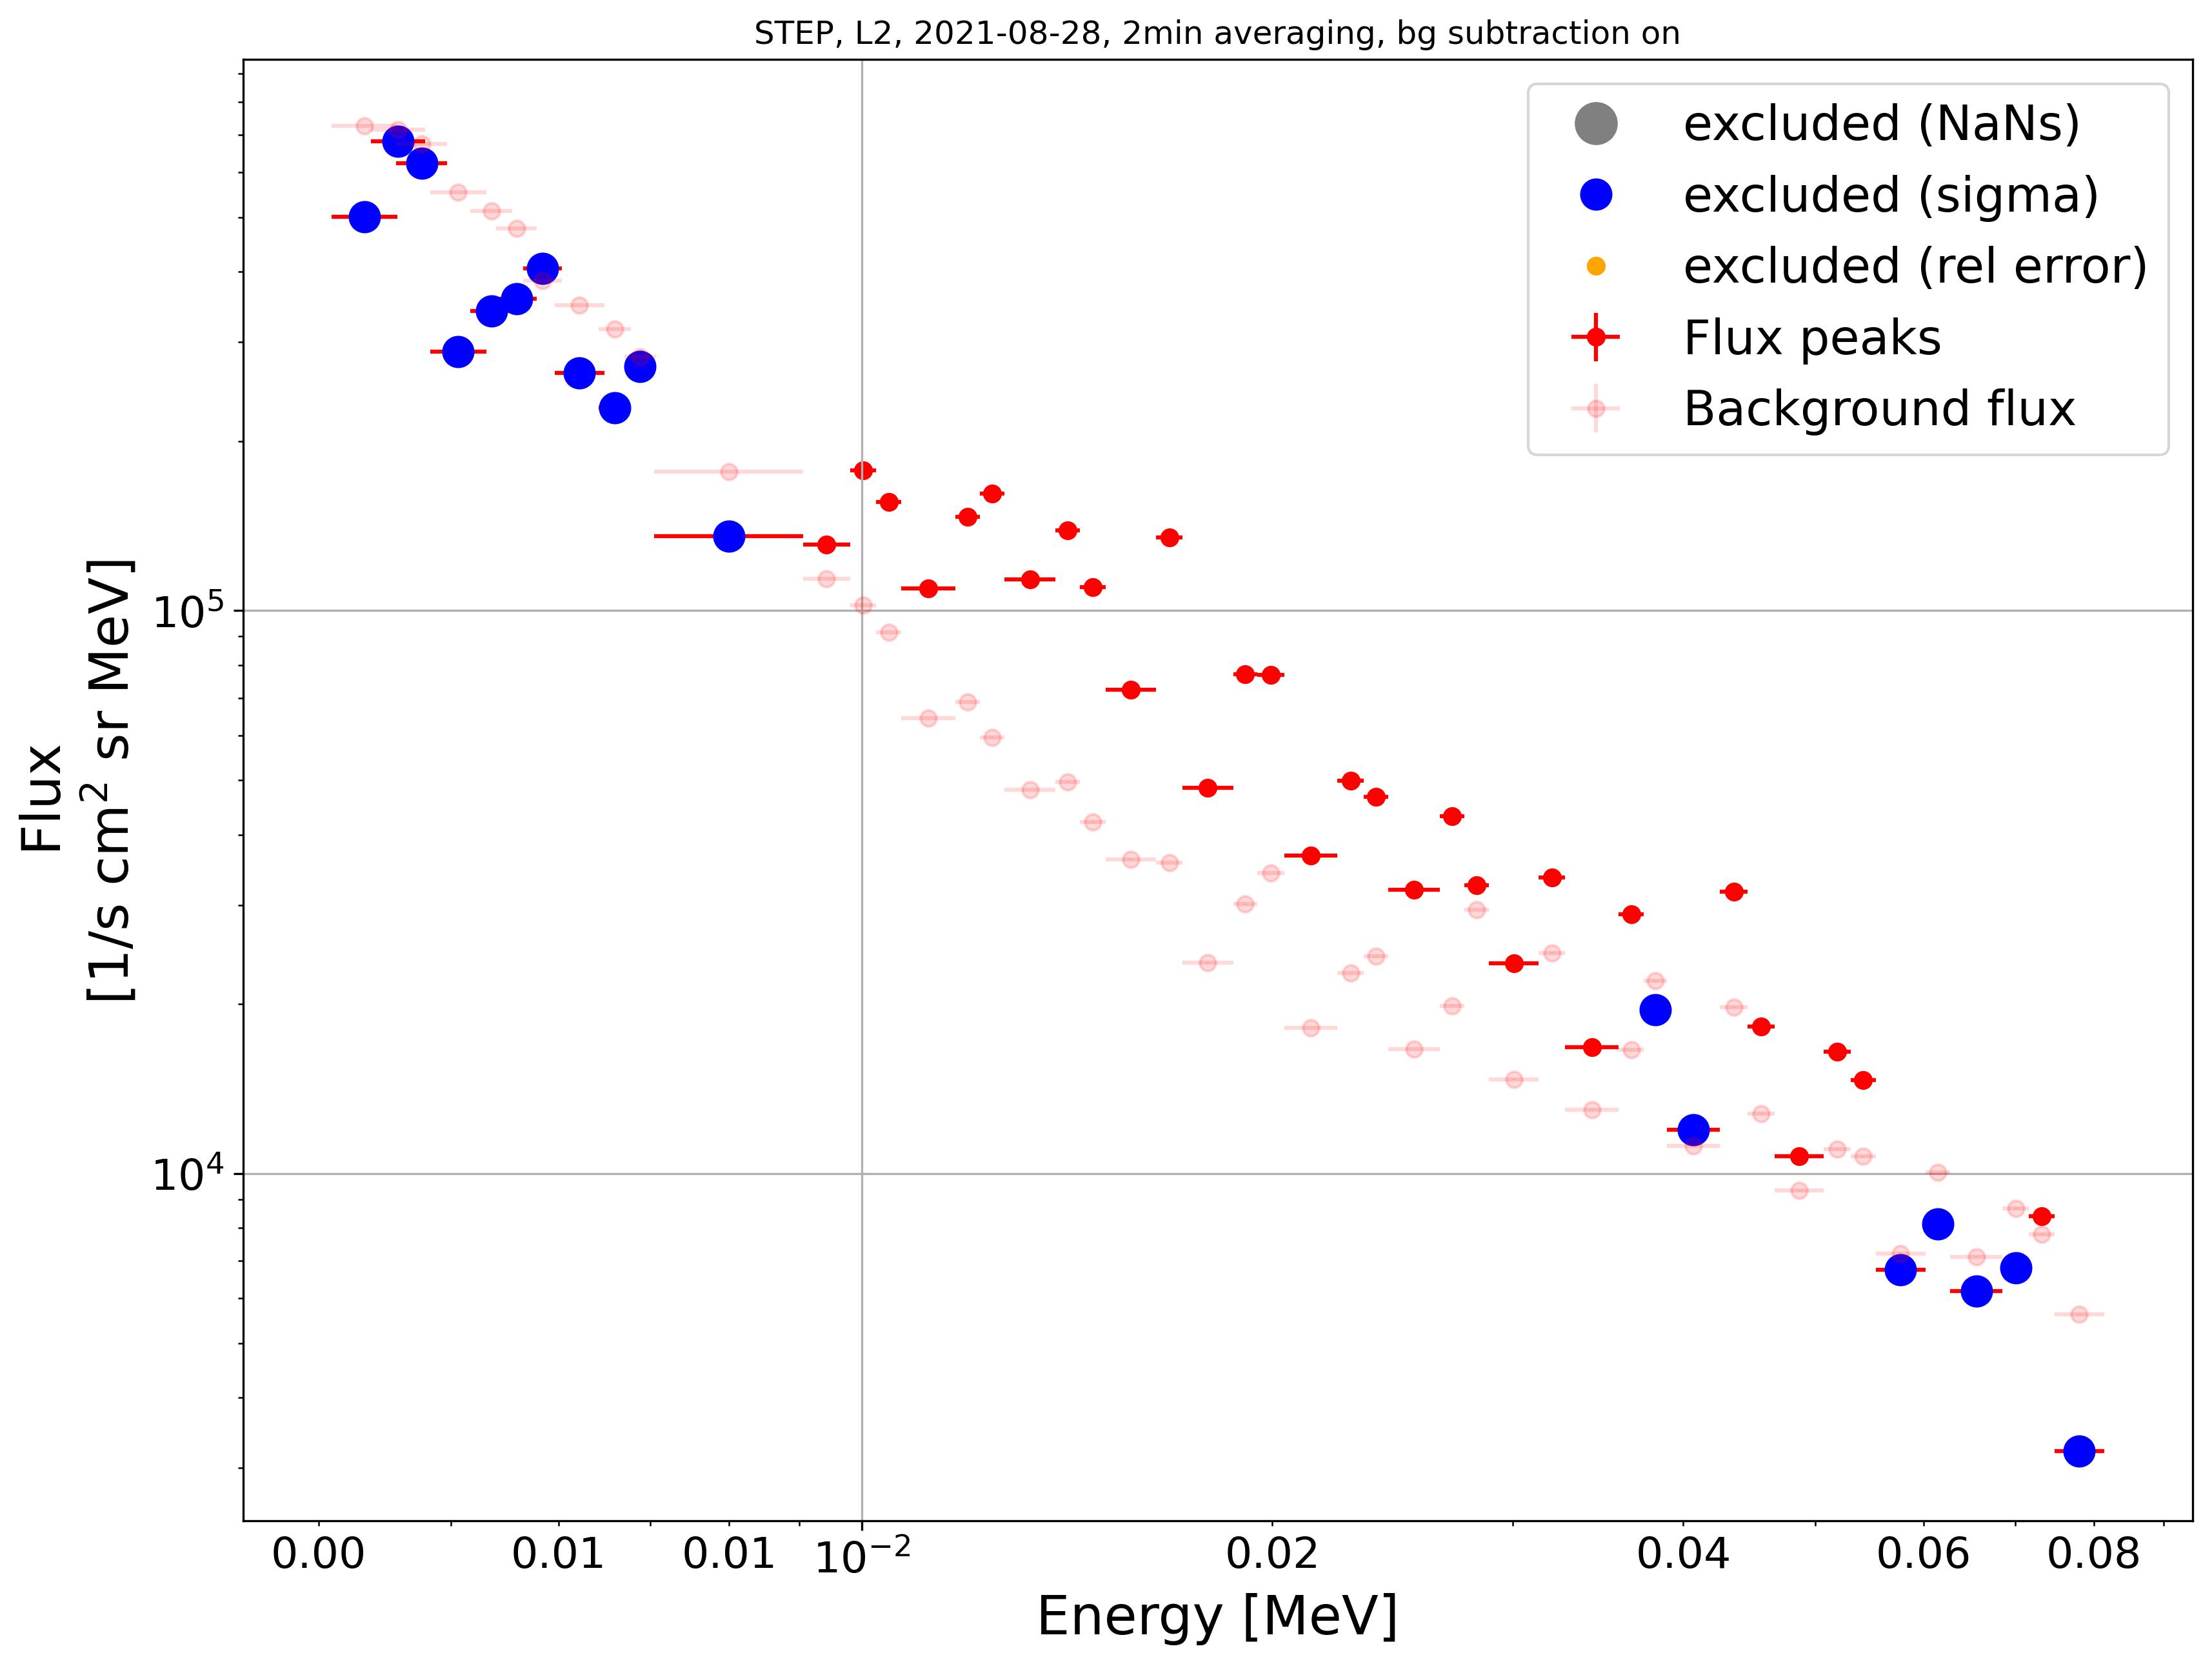 STEP, L2, 2021-08-28, 2min averaging, bg subtraction on
excluded (NaNs)
excluded (sigma)
excluded (rel error)
Flux peaks
Background flux
Flux
[1/s cm² sr MeV]
10⁵
10⁴
0.00 0.01 0.01 10⁻² 0.02 0.04 0.06 0.08
Energy [MeV]